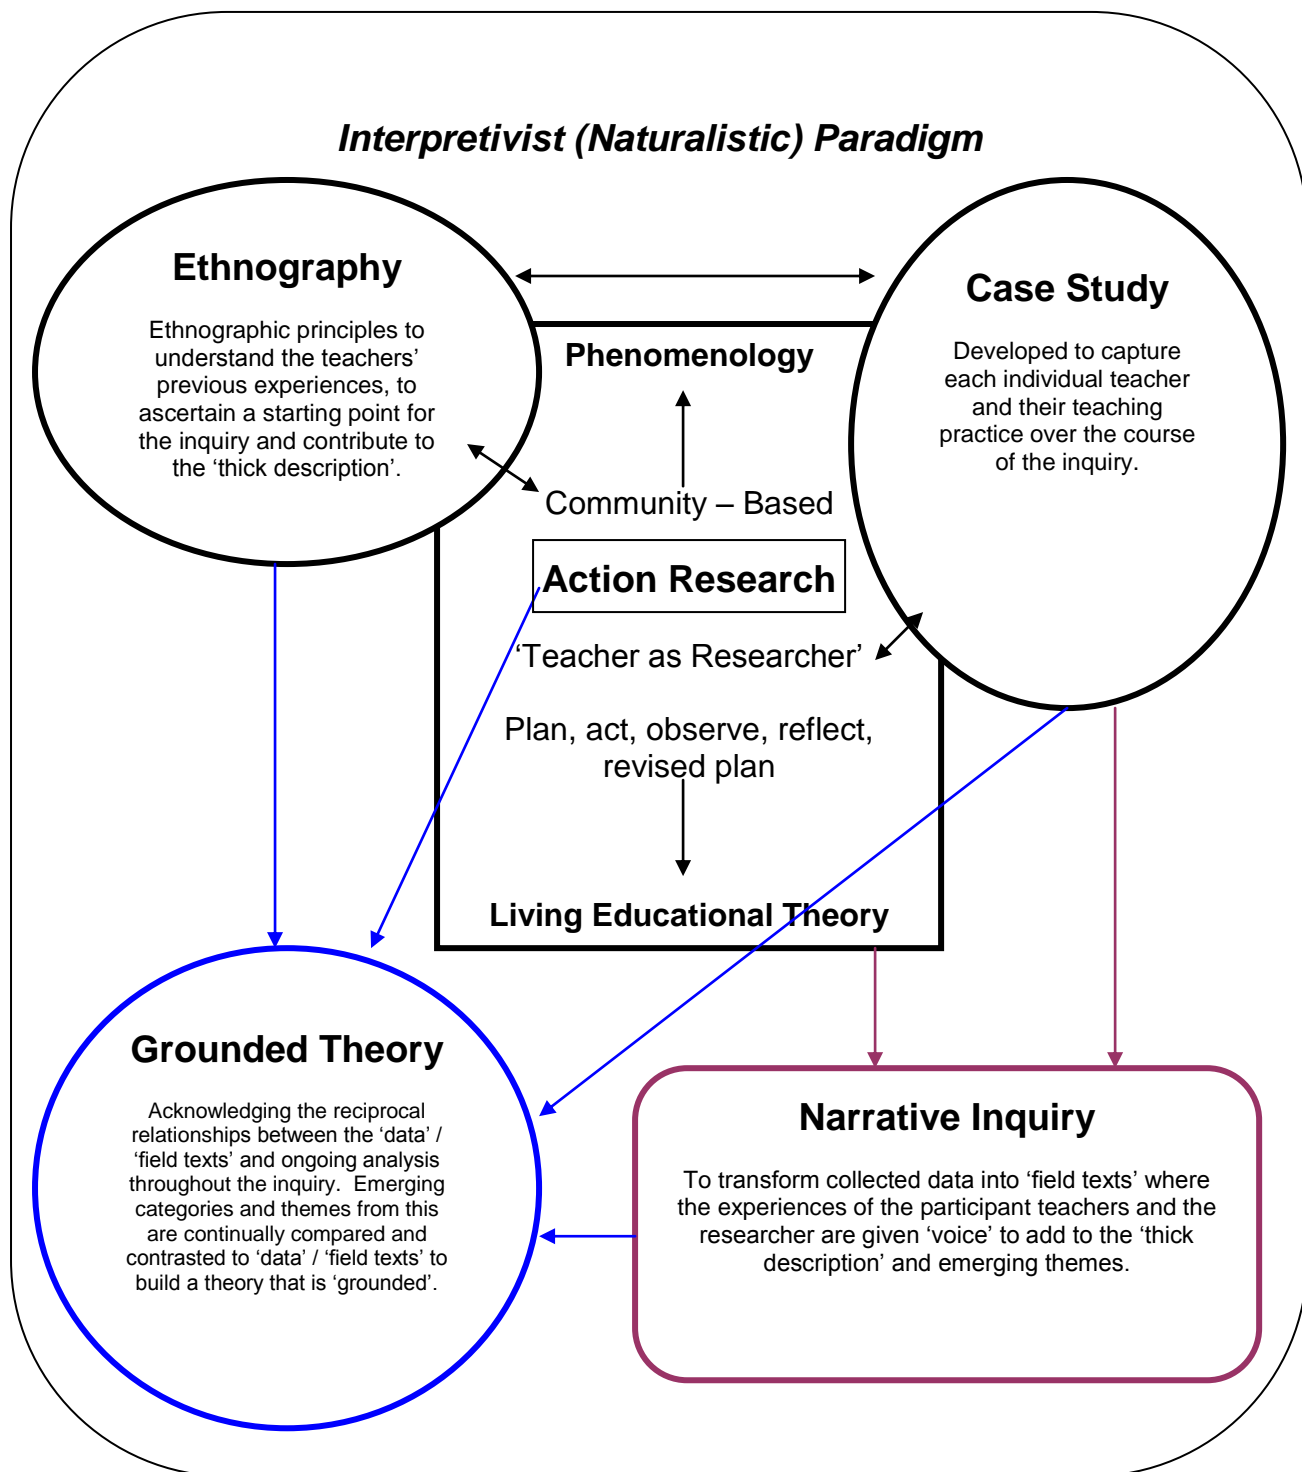 Interpretivist (Naturalistic) Paradigm
Ethnography
Ethnographic principles to
understand the teachers’
previous experiences, to
ascertain a starting point for
the inquiry and contribute to
the ‘thick description’.
Case Study
Developed to capture
each individual teacher
and their teaching
practice over the course
of the inquiry.
Phenomenology
Community – Based
Action Research
‘Teacher as Researcher’
Plan, act, observe, reflect,
revised plan
Living Educational Theory
Grounded Theory
Acknowledging the reciprocal
relationships between the ‘data’ /
‘field texts’ and ongoing analysis
throughout the inquiry.  Emerging
categories and themes from this
are continually compared and
contrasted to ‘data’ / ‘field texts’ to
build a theory that is ‘grounded’.
Narrative Inquiry
To transform collected data into ‘field texts’ where
the experiences of the participant teachers and the
researcher are given ‘voice’ to add to the ‘thick
description’ and emerging themes.